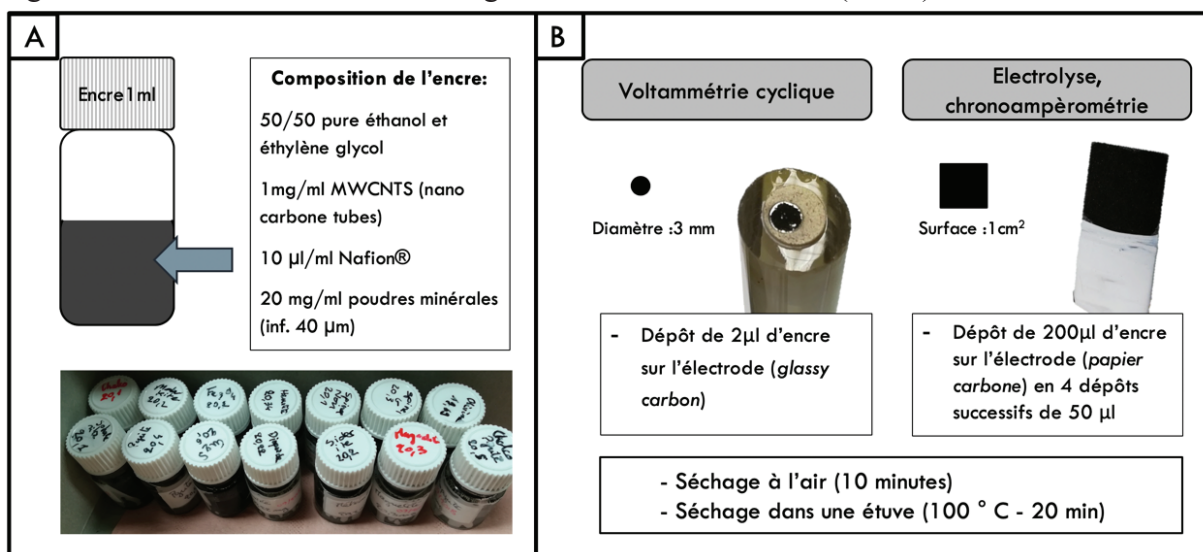 A
Encre 1ml
Composition de l'encre:
50/50 pure éthanol et
éthylène glycol
1mg/ml MWCNTS (nano
carbone tubes)
10 µl/ml Nafion®
20 mg/ml poudres minérales
(inf. 40 µm)
B
Voltammétrie cyclique
Diamètre :3 mm
- Dépôt de 2µl d'encre
sur l'électrode (glassy
carbon)
Electrolyse,
chronoampèrométrie
Surface :1cm²
- Dépôt de 200µl d'encre
sur l'électrode (papier
carbone) en 4 dépôts
successifs de 50 µl
- Séchage à l'air (10 minutes)
- Séchage dans une étuve (100 ° C - 20 min)